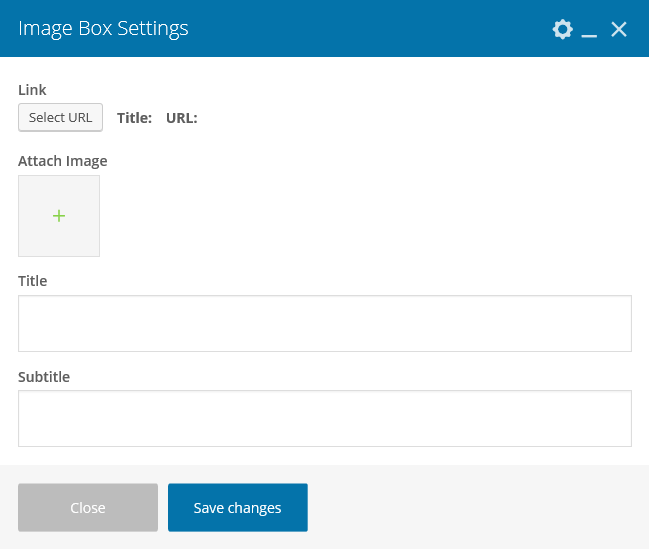 Image Box Settings
Link
Select URL Title: URL:
Attach Image
+
Title
Subtitle
Close Save changes